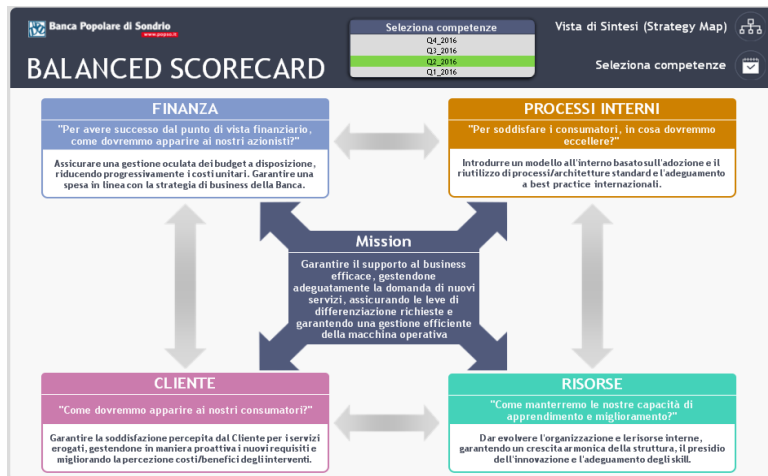 Banca Popolare di Sondrio
www.popso.it
BALANCED SCORECARD
Seleziona competenze
Q4_2016
Q3_2016
Q2_2016
Q1_2016
Vista di Sintesi (Strategy Map)
Seleziona competenze
FINANZA
"Per avere successo dal punto di vista finanziario,
come dovremmo apparire ai nostri azionisti?"
Assicurare una gestione oculata dei budget a disposizione,
riducendo progressivamente i costi unitari. Garantire una
spesa in linea con la strategia di business della Banca.
PROCESSI INTERNI
"Per soddisfare i consumatori, in cosa dovremmo
eccellere?"
Introdurre un modello all'interno basato sull'adozione e il
riutilizzo di processi/architetture standard e l'adeguamento
a best practice internazionali.
Mission
Garantire il supporto al business
efficace, gestendone
adeguatamente la domanda di nuovi
servizi, assicurando le leve di
differenziazione richieste e
garantendo una gestione efficiente
della macchina operativa
CLIENTE
"Come dovremmo apparire ai nostri consumatori?"
Garantire la soddisfazione percepita dal Cliente per i servizi
erogati, gestendone in maniera proattiva i nuovi requisiti e
migliorando la percezione costi/benefici degli interventi.
RISORSE
"Come manterremo le nostre capacità di
apprendimento e miglioramento?"
Dar evolvere l'organizzazione e lerisorse interne,
garantendo un crescita armonica della struttura, il presidio
dell'innovazione e l'adeguamento degli skill.